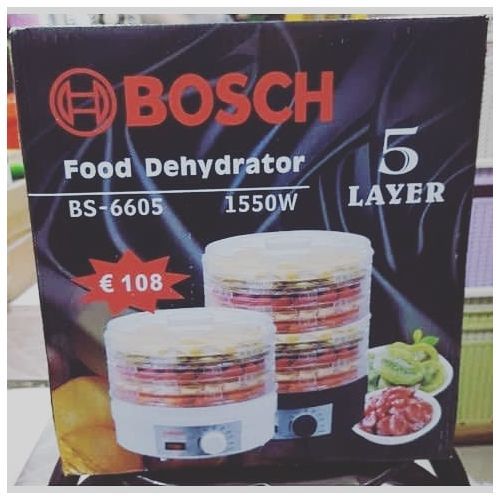 BOSCH
Food Dehydrator
BS-6605 1550W
5
LAYER
€ 108